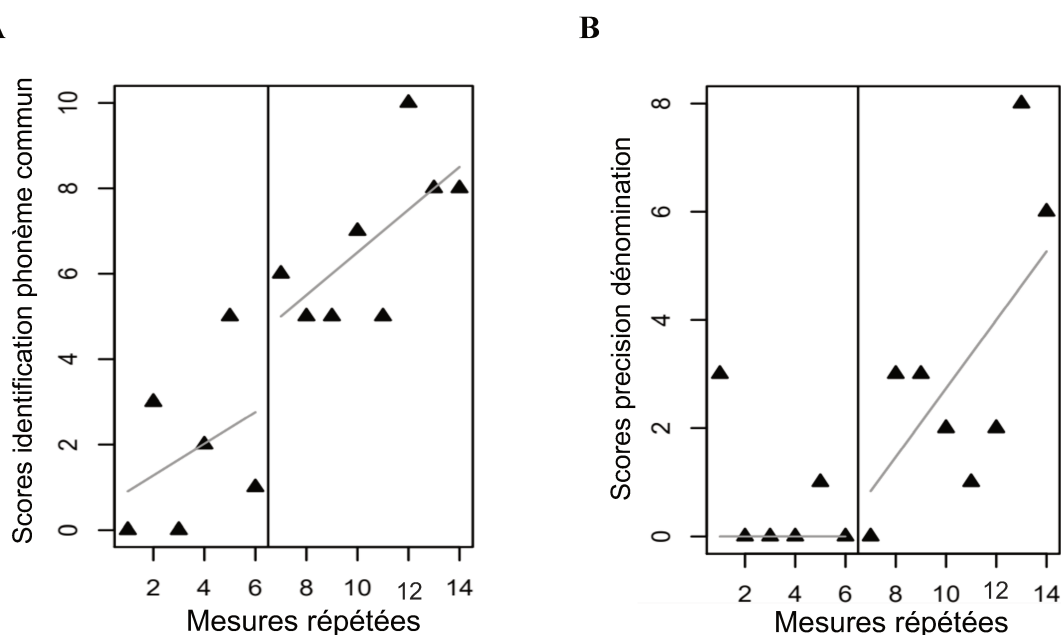 A
B
Scores identification phonème commun
10
8
6
4
2
0
2 4 6 8 10 12 14
Mesures répétées
Scores precision dénomination
8
6
4
2
0
2 4 6 8 10 12 14
Mesures répétées